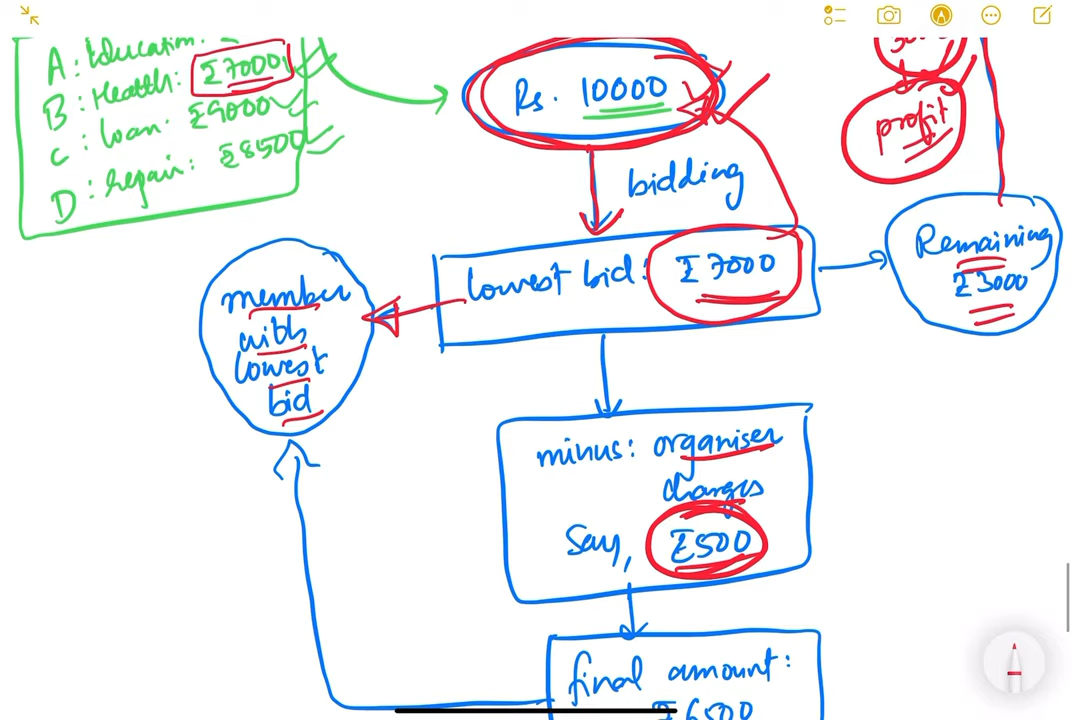 A: Education:
B: Health: ₹7000
C: loan: ₹9000
D: repair: ₹8500
Rs. 10000
bidding
profit
lowest bid: ₹7000
Remaining
₹3000
member
with
lowest
bid
minus: organiser
charges
Say, ₹500
final amount:
₹6500